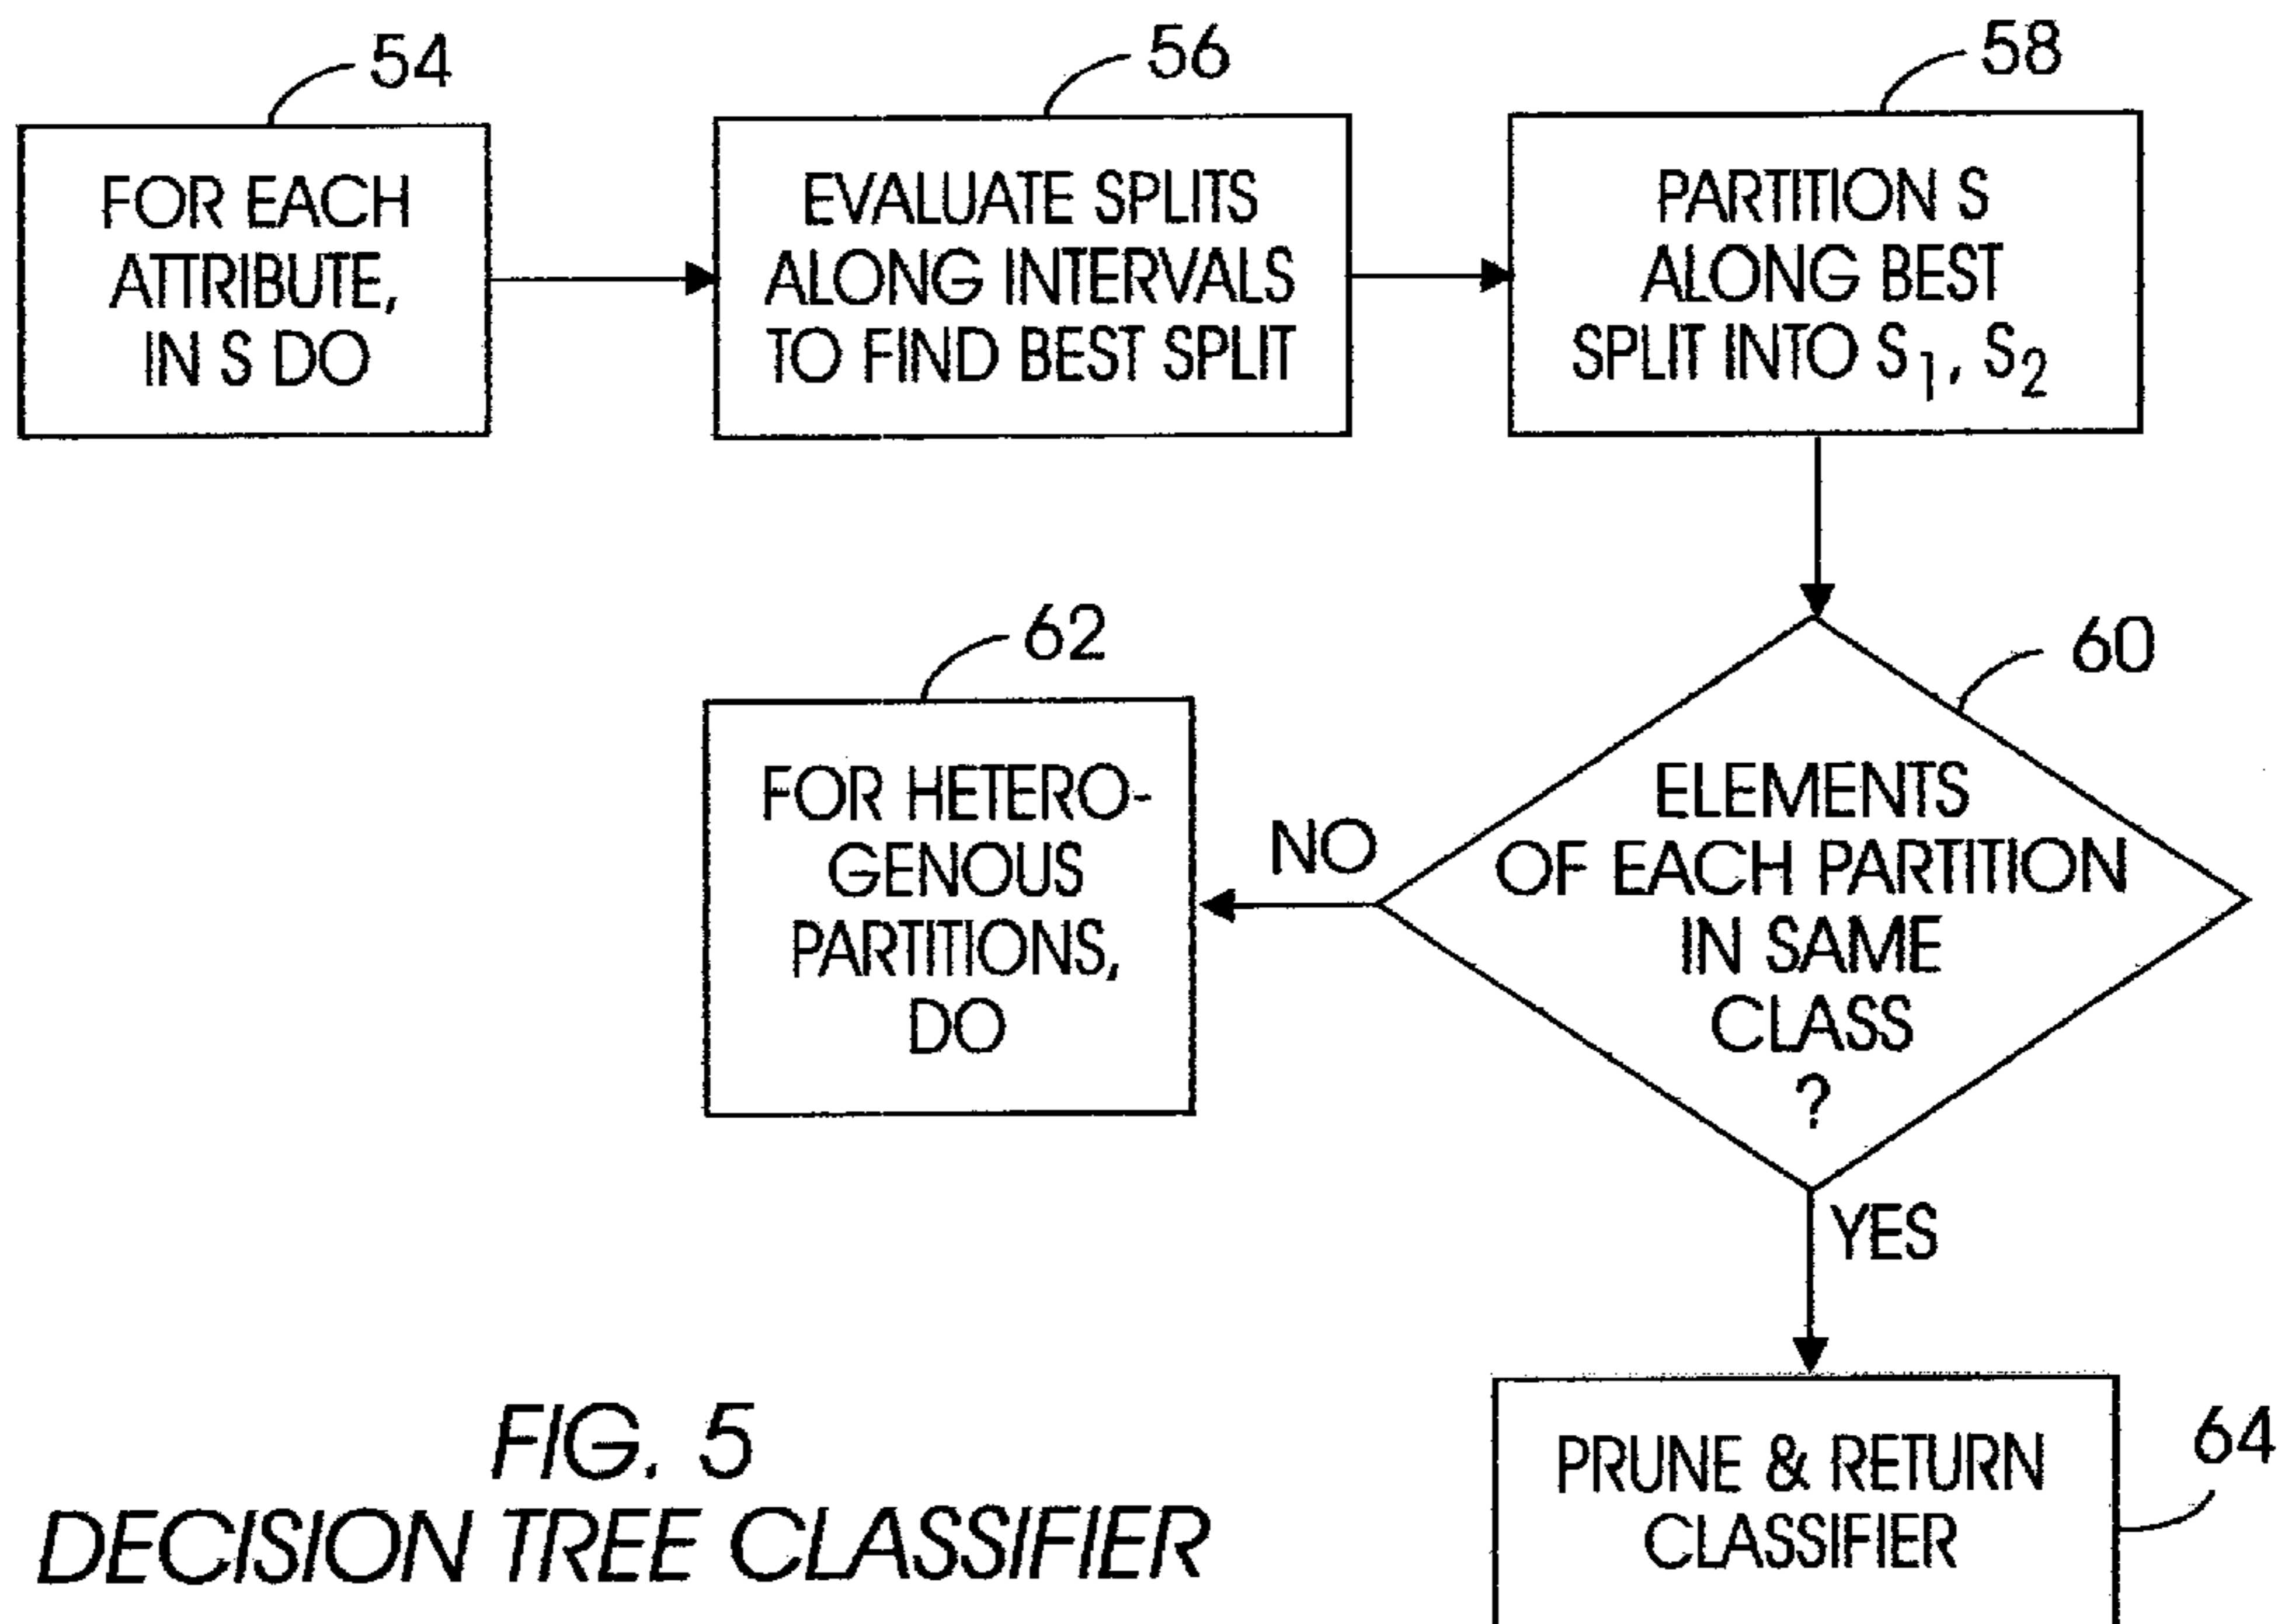 54
FOR EACH
ATTRIBUTE,
IN S DO
56
EVALUATE SPLITS
ALONG INTERVALS
TO FIND BEST SPLIT
58
PARTITION S
ALONG BEST
SPLIT INTO S1, S2
60
ELEMENTS
OF EACH PARTITION
IN SAME
CLASS
?
NO
62
FOR HETERO-
GENOUS
PARTITIONS,
DO
YES
64
PRUNE & RETURN
CLASSIFIER
FIG. 5
DECISION TREE CLASSIFIER